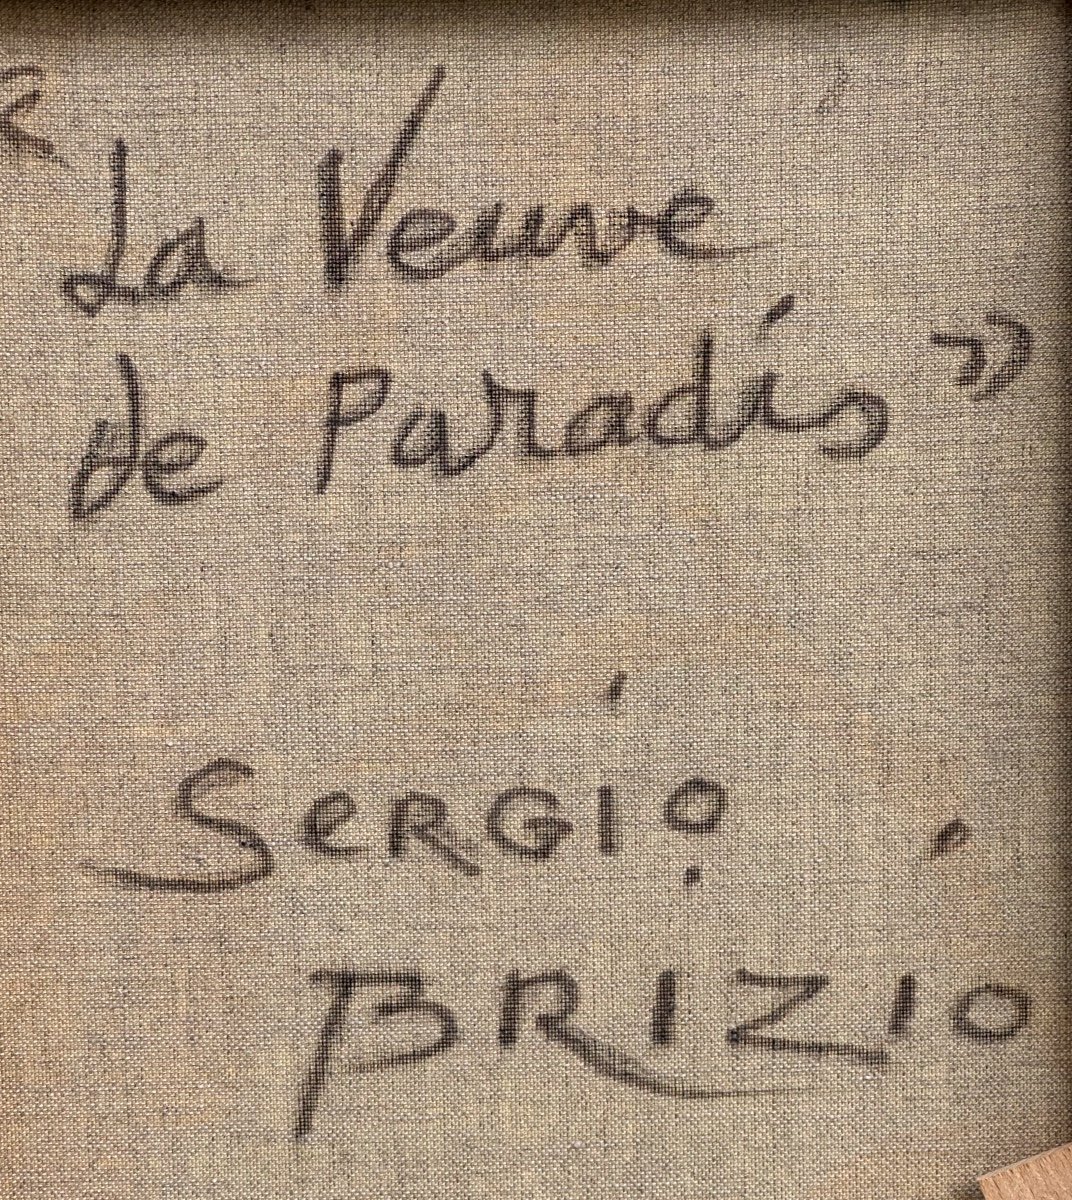 « La Veuve
de Paradis »
Sergio
BRIZIO